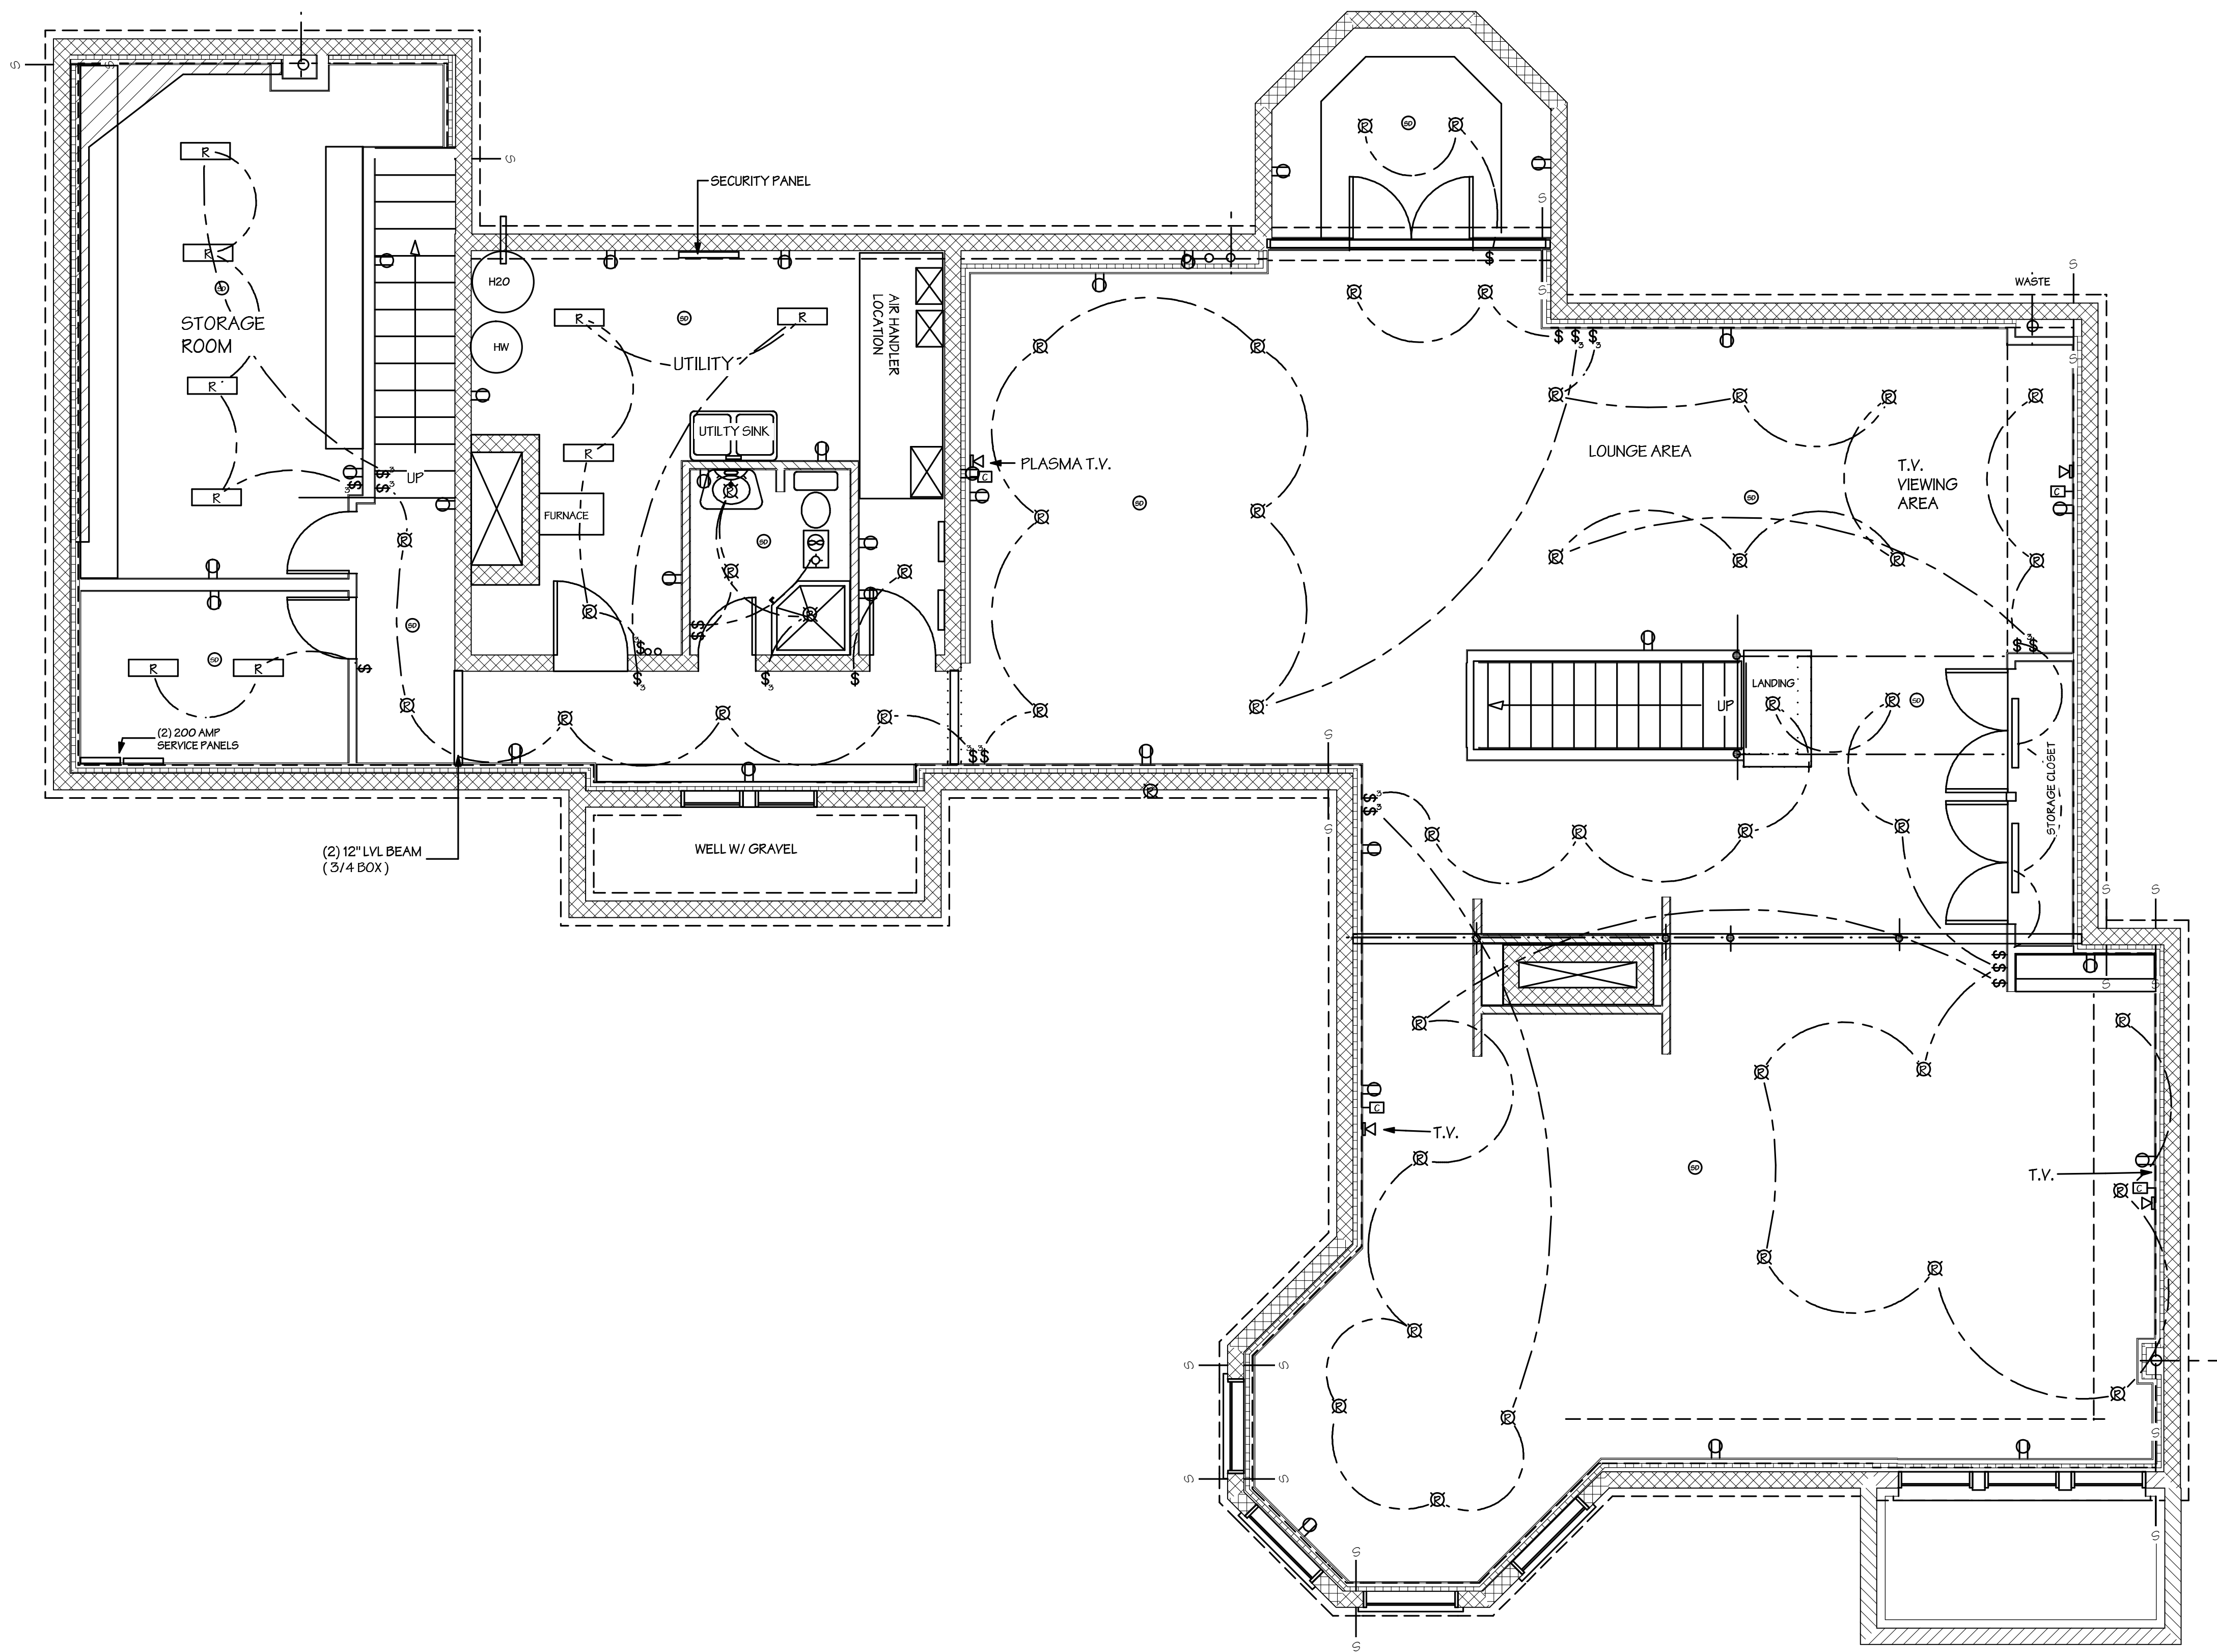 SECURITY PANEL
WASTE
H2O
HW
AIR HANDLER
LOCATION
STORAGE
ROOM
UTILITY
UTILTY SINK
PLASMA T.V.
LOUNGE AREA
T.V.
VIEWING
AREA
UP
FURNACE
LANDING
UP
STORAGE CLOSET
(2) 200 AMP
SERVICE PANELS
(2) 12" LVL BEAM
( 3/4 BOX )
WELL W/ GRAVEL
T.V.
T.V.